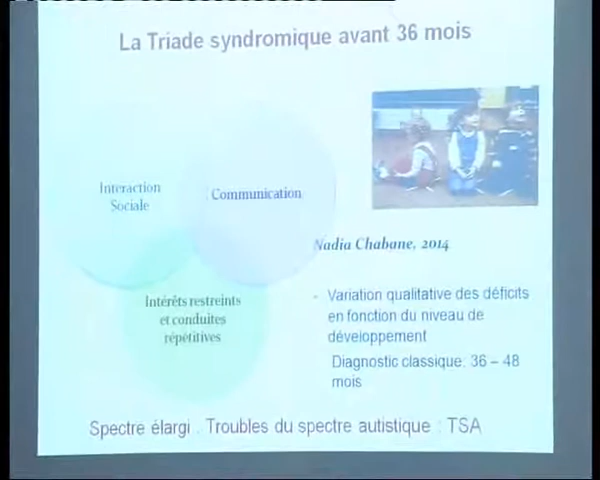 La Triade syndromique avant 36 mois
Interaction
Sociale
Communication
Nadia Chabane, 2014
Intérêts restreints
et conduites
répétitives
- Variation qualitative des déficits
en fonction du niveau de
développement
Diagnostic classique: 36 – 48
mois
Spectre élargi : Troubles du spectre autistique : TSA